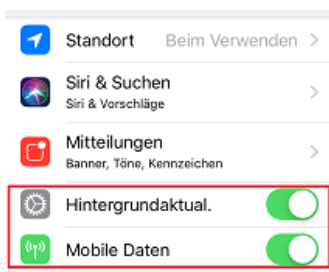 Standort Beim Verwenden
Siri & Suchen
Siri & Vorschläge
Mitteilungen
Banner, Töne, Kennzeichen
Hintergrundaktual.
Mobile Daten